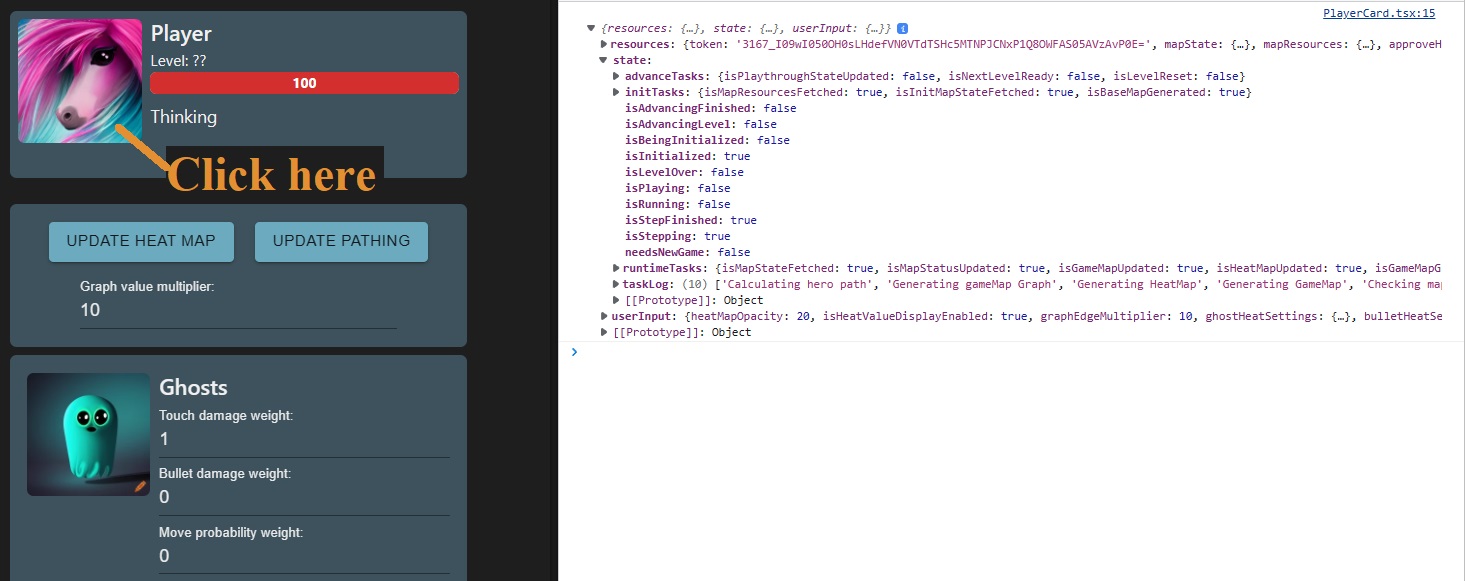 Player
Level: ??
100
Thinking
Click here
UPDATE HEAT MAP UPDATE PATHING
Graph value multiplier:
10
Ghosts
Touch damage weight:
1
Bullet damage weight:
0
Move probability weight:
0
PlayerCard.tsx:15
{resources: {…}, state: {…}, userInput: {…}} i
resources: {token: '3167_I09wI050OH0sLHdefVN0VTdTSHc5MTNPJCNxP1Q8OWFAS05AVzAvP0E=', mapState: {…}, mapResources: {…}, approveH
state:
advanceTasks: {isPlaythroughStateUpdated: false, isNextLevelReady: false, isLevelReset: false}
initTasks: {isMapResourcesFetched: true, isInitMapStateFetched: true, isBaseMapGenerated: true}
isAdvancingFinished: false
isAdvancingLevel: false
isBeingInitialized: false
isInitialized: true
isLevelOver: false
isPlaying: false
isRunning: false
isStepFinished: true
isStepping: true
needsNewGame: false
runtimeTasks: {isMapStateFetched: true, isMapStatusUpdated: true, isGameMapUpdated: true, isHeatMapUpdated: true, isGameMapG
taskLog: (10) ['Calculating hero path', 'Generating gameMap Graph', 'Generating HeatMap', 'Generating GameMap', 'Checking ma
[[Prototype]]: Object
userInput: {heatMapOpacity: 20, isHeatValueDisplayEnabled: true, graphEdgeMultiplier: 10, ghostHeatSettings: {…}, bulletHeatSe
[[Prototype]]: Object